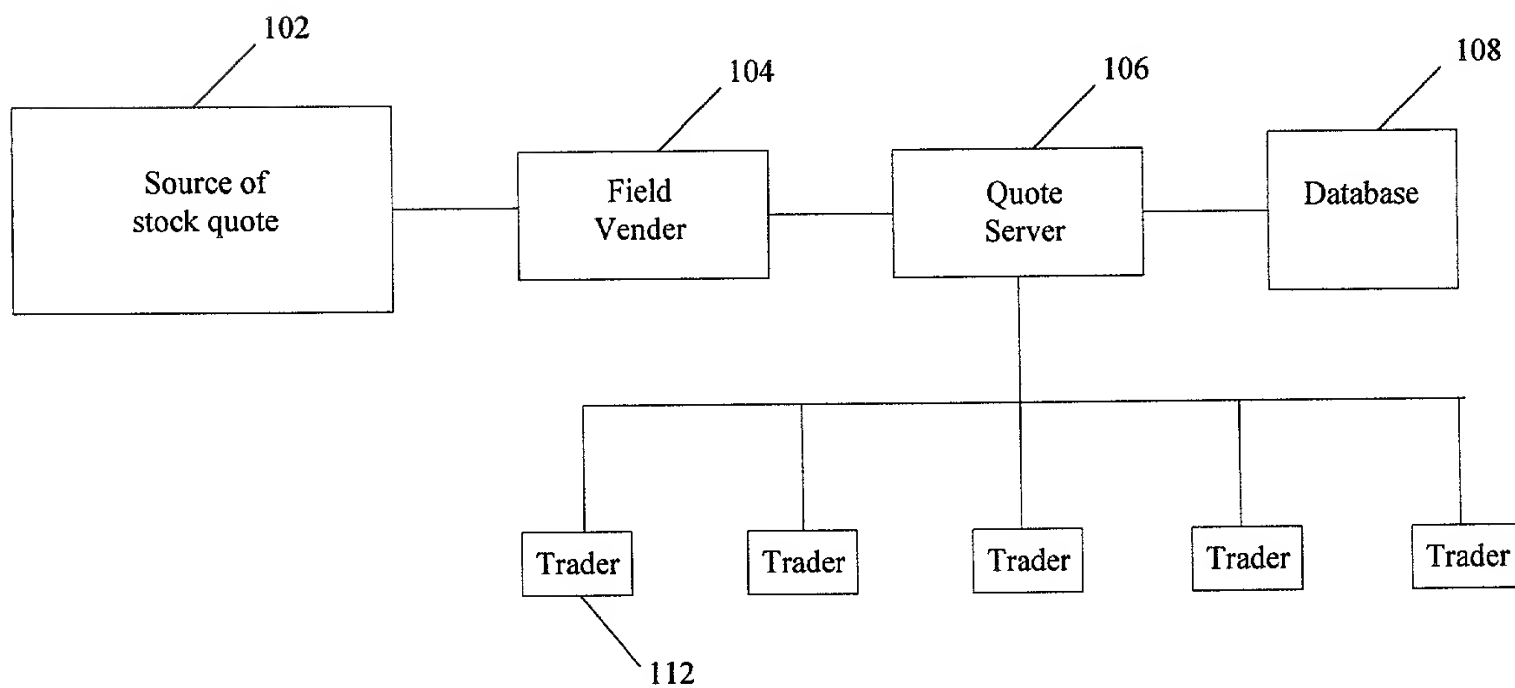 102
104
106
108
Source of
stock quote
Field
Vender
Quote
Server
Database
Trader
Trader
Trader
Trader
Trader
112